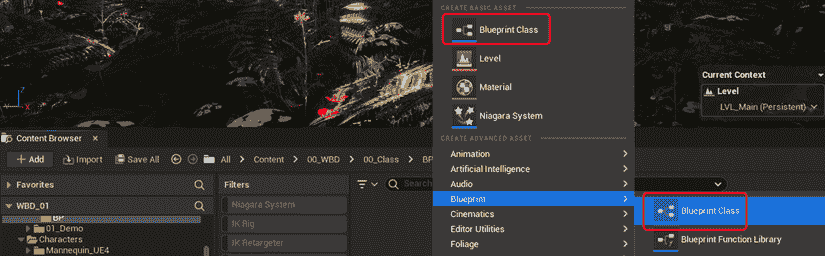 CREATE BASIC ASSET
Blueprint Class
Level
Material
Niagara System
CREATE ADVANCED ASSET
Animation
Artificial Intelligence
Audio
Blueprint
Cinematics
Editor Utilities
Foliage
Blueprint Class
Blueprint Function Library
Current Context
Level
LVL_Main (Persistent)
Z
X
Content Browser
Add
Import
Save All
All > Content > 00_WBD > 00_Class > BP
Favorites
WBD_01
BP
01_Demo
Characters
Mannequin_UE4
Filters
Niagara System
IK Rig
IK Retargeter
Search